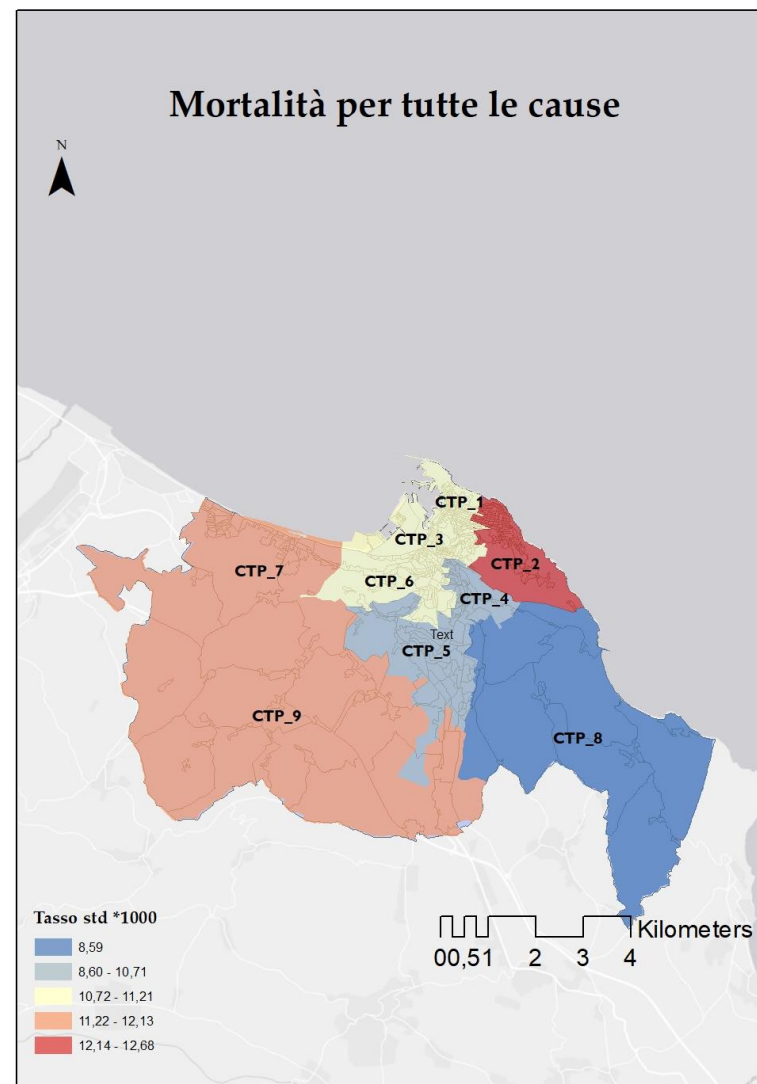 Mortalità per tutte le cause
N
CTP_1
CTP_3
CTP_2
CTP_7
CTP_6
CTP_4
Text
CTP_5
CTP_9
CTP_8
Tasso std *1000
8,59
8,60 - 10,71
10,72 - 11,21
11,22 - 12,13
12,14 - 12,68
Kilometers
00,51 2 3 4